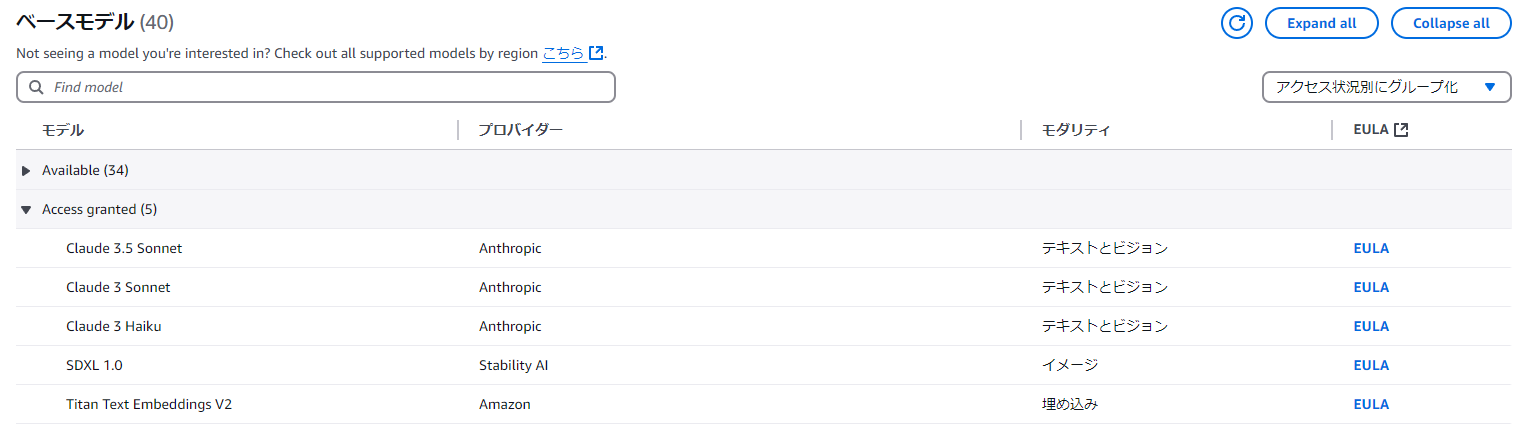 ベースモデル (40)
Expand all
Collapse all
Not seeing a model you're interested in? Check out all supported models by region こちら.
Find model
アクセス状況別にグループ化
モデル プロバイダー モダリティ EULA
Available (34)
Access granted (5)
Claude 3.5 Sonnet Anthropic テキストとビジョン EULA
Claude 3 Sonnet Anthropic テキストとビジョン EULA
Claude 3 Haiku Anthropic テキストとビジョン EULA
SDXL 1.0 Stability AI イメージ EULA
Titan Text Embeddings V2 Amazon 埋め込み EULA